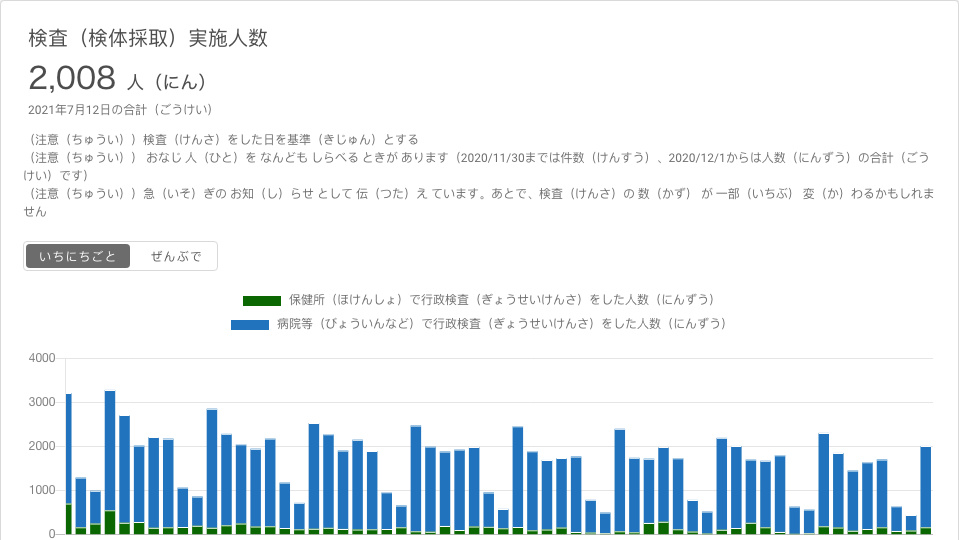 検査（検体採取）実施人数
2,008 人（にん）
2021年7月12日の合計（ごうけい）
（注意（ちゅうい））検査（けんさ）をした日を基準（きじゅん）とする
（注意（ちゅうい）） おなじ 人（ひと）を なんども しらべる ときが あります（2020/11/30までは件数（けんすう）、2020/12/1からは人数（にんずう）の合計（ごう
けい）です）
（注意（ちゅうい））急（いそ）ぎの お知（し）らせ として 伝（つた）え ています。あとで、検査（けんさ）の 数（かず） が 一部（いちぶ） 変（か）わるかもしれま
せん
いちにちごと ぜんぶで
保健所（ほけんしょ）で行政検査（ぎょうせいけんさ）をした人数（にんずう）
病院等（びょういんなど）で行政検査（ぎょうせいけんさ）をした人数（にんずう）
4000
3000
2000
1000
0